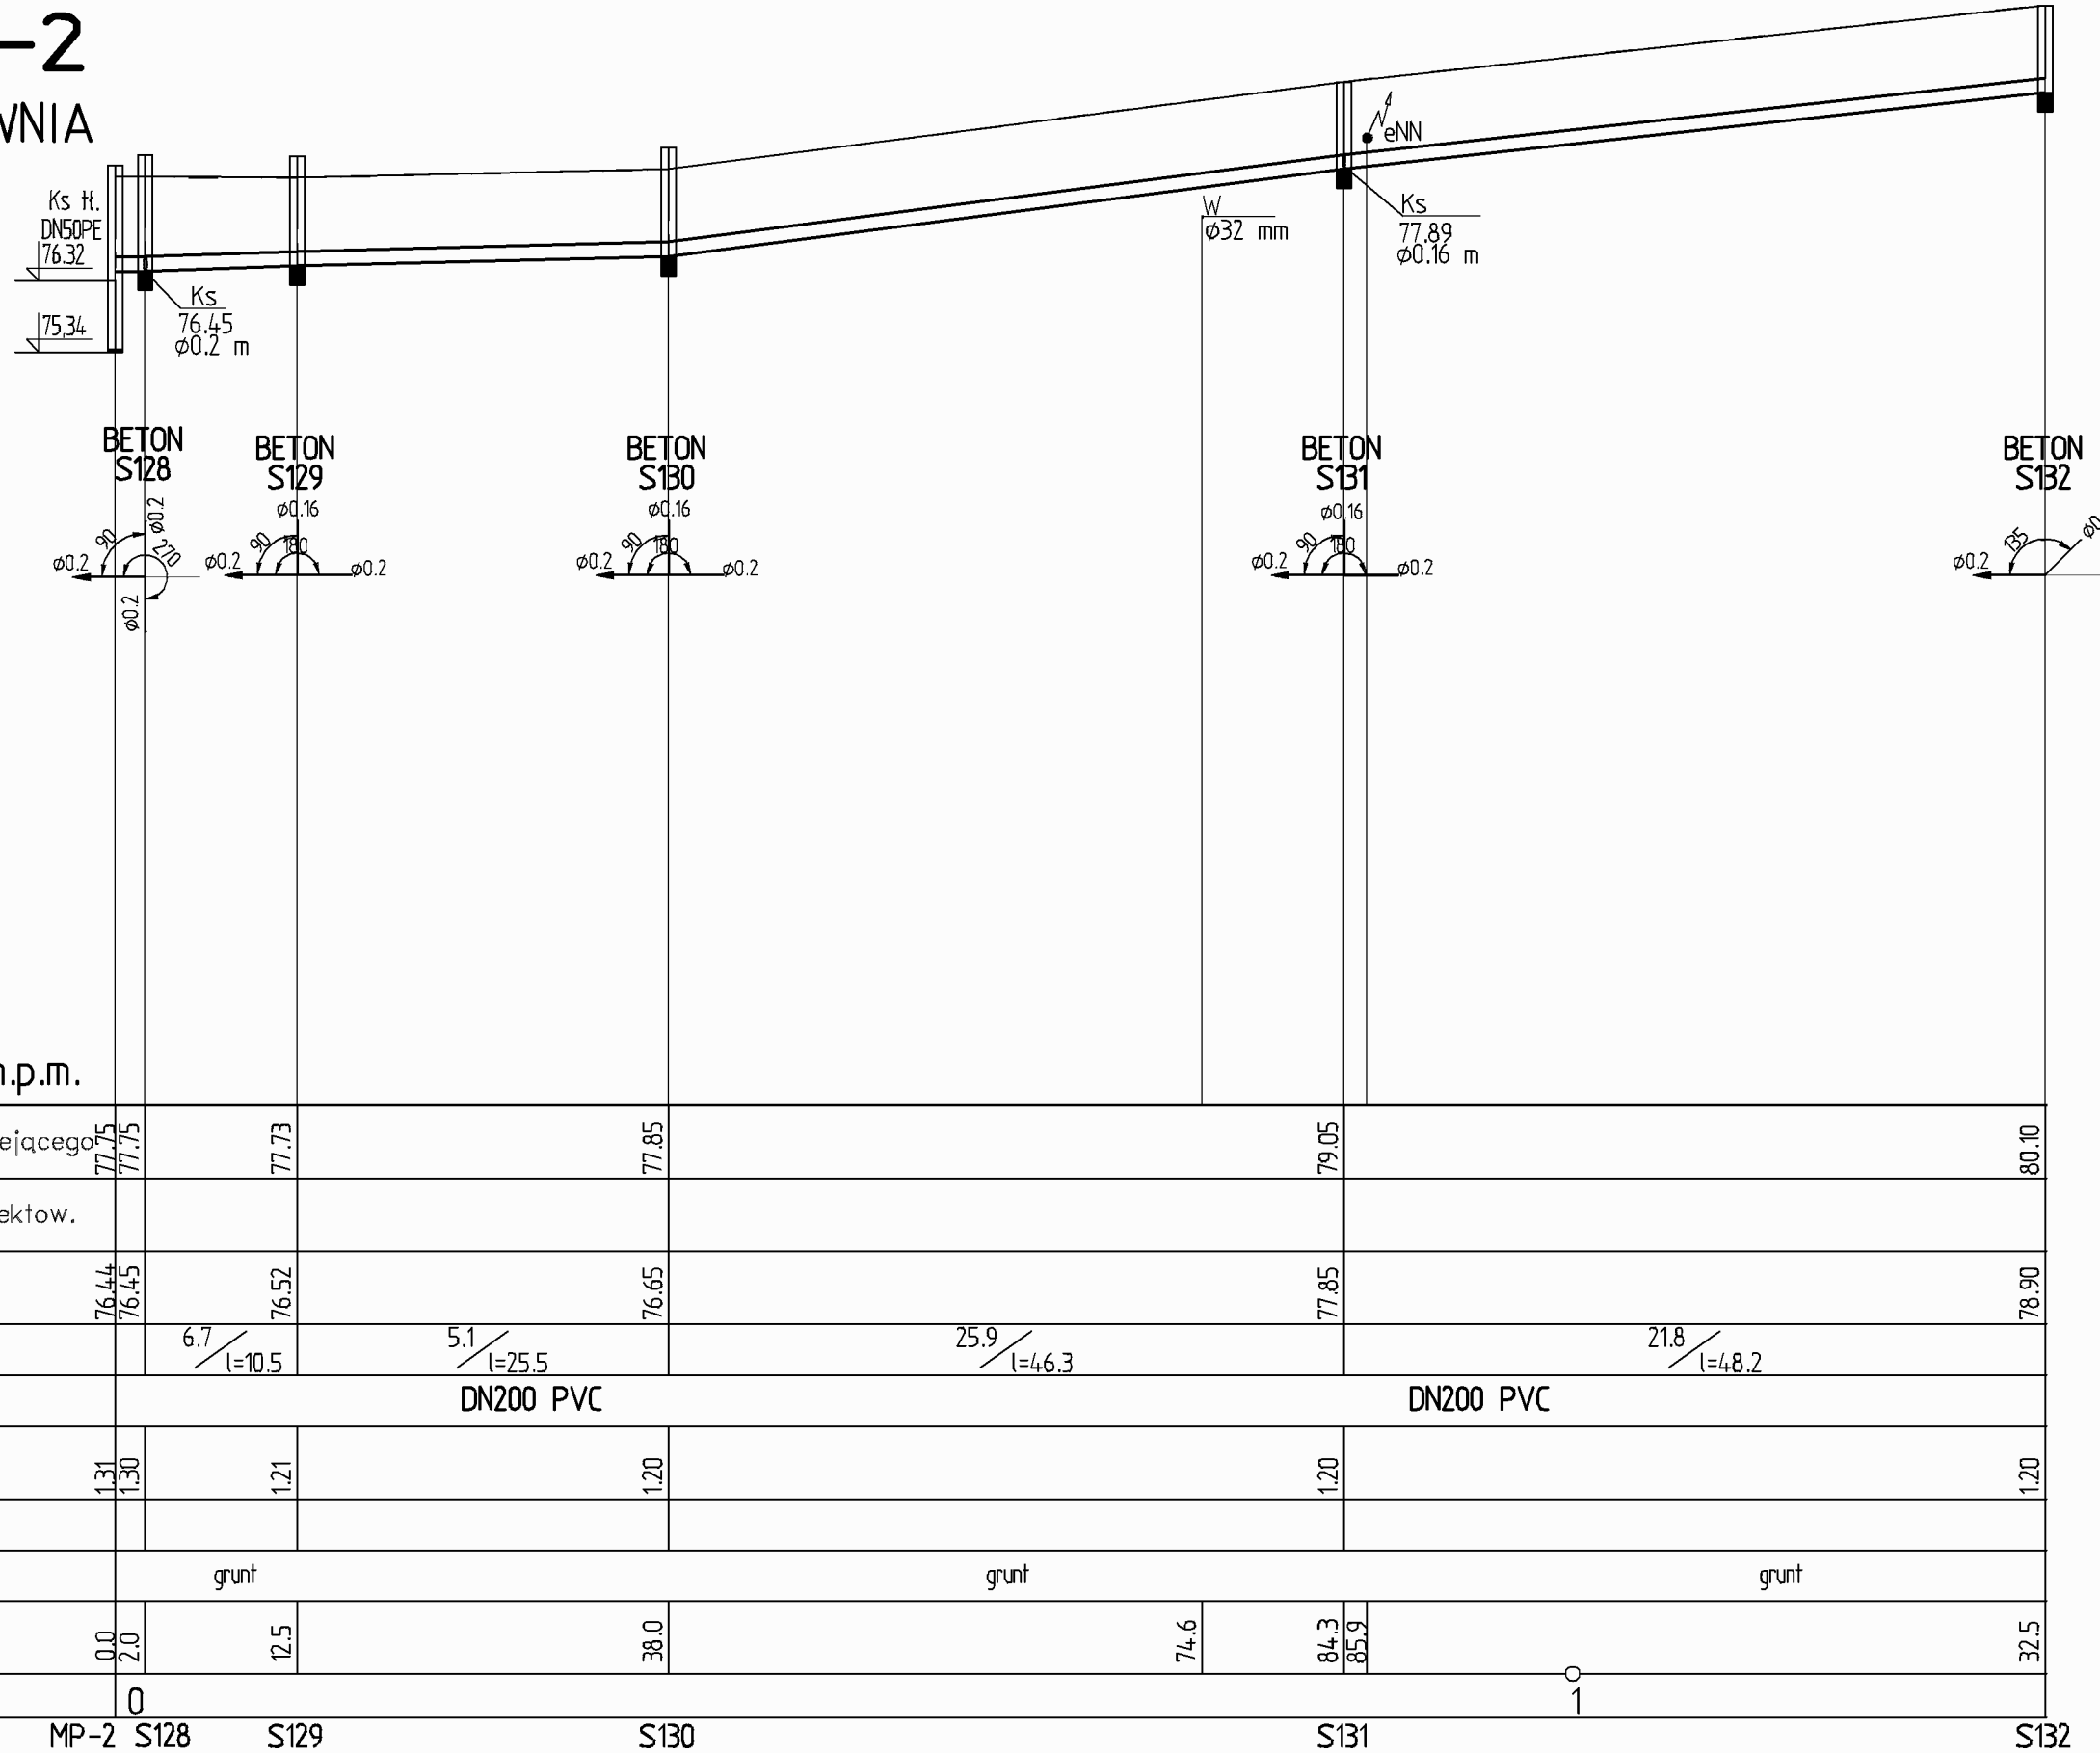 -2
WNIA
Ks tł.
DN50PE
76.32
75,34
Ks
76.45
ø0.2 m
eNN
W
ø32 mm
Ks
77.89
ø0.16 m
BETON
S128
BETON
S129
BETON
S130
BETON
S131
BETON
S132
ø0.2
90
ø0.2
270
ø0.2
ø0.16
ø0.2
90
180
ø0.2
ø0.16
ø0.2
90
180
ø0.2
ø0.16
ø0.2
90
180
ø0.2
ø0.2
135
n.p.m.
ejącego
77.75
77.75
77.73
77.85
79.05
80.10
ektow.
76.44
76.45
76.52
76.65
77.85
78.90
6.7
l=10.5
5.1
l=25.5
25.9
l=46.3
21.8
l=48.2
DN200 PVC
DN200 PVC
1.31
1.30
1.21
1.20
1.20
1.20
grunt
grunt
grunt
0.0
2.0
12.5
38.0
74.6
84.3
85.9
32.5
0
1
MP-2
S128
S129
S130
S131
S132